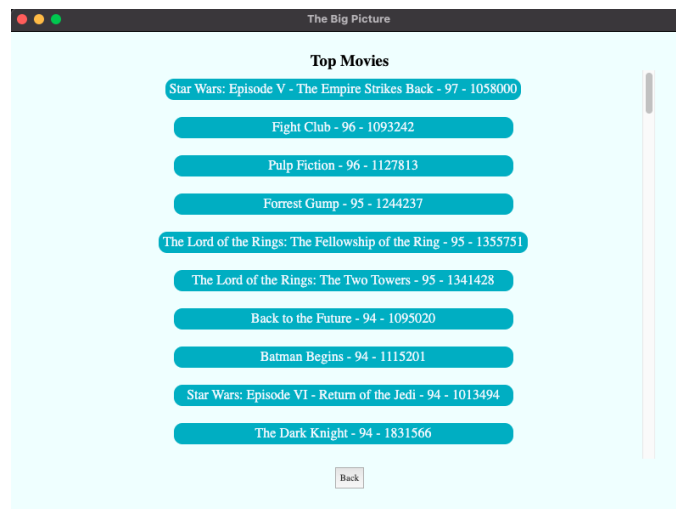 The Big Picture
Top Movies
Star Wars: Episode V - The Empire Strikes Back - 97 - 1058000
Fight Club - 96 - 1093242
Pulp Fiction - 96 - 1127813
Forrest Gump - 95 - 1244237
The Lord of the Rings: The Fellowship of the Ring - 95 - 1355751
The Lord of the Rings: The Two Towers - 95 - 1341428
Back to the Future - 94 - 1095020
Batman Begins - 94 - 1115201
Star Wars: Episode VI - Return of the Jedi - 94 - 1013494
The Dark Knight - 94 - 1831566
Back